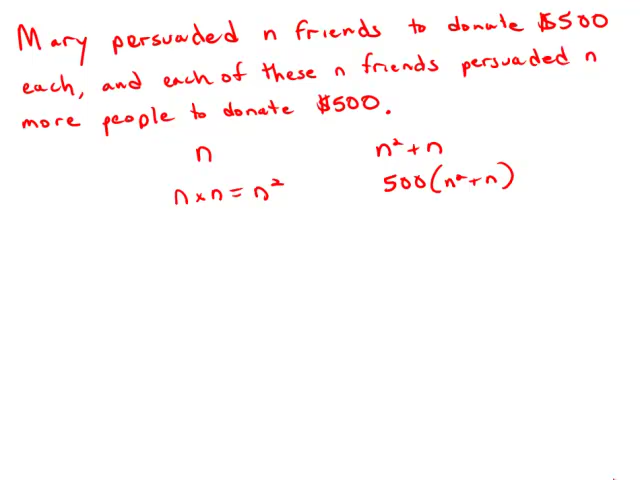 Mary persuaded n friends to donate $500
each, and each of these n friends persuaded n
more people to donate $500.
n
n² + n
n × n = n²
500(n² + n)